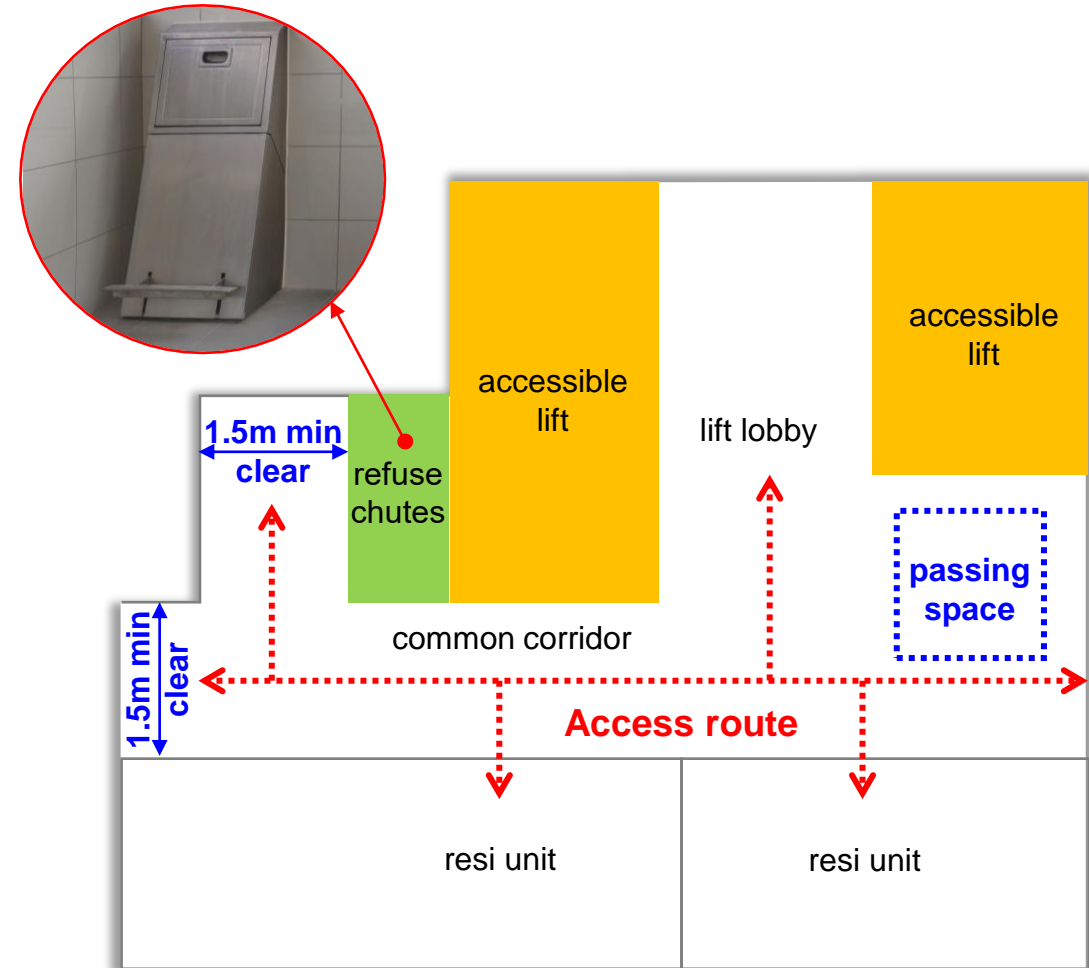 accessible
lift
accessible
lift
lift lobby
1.5m min
clear
refuse
chutes
passing
space
1.5m min
clear
common corridor
Access route
resi unit
resi unit